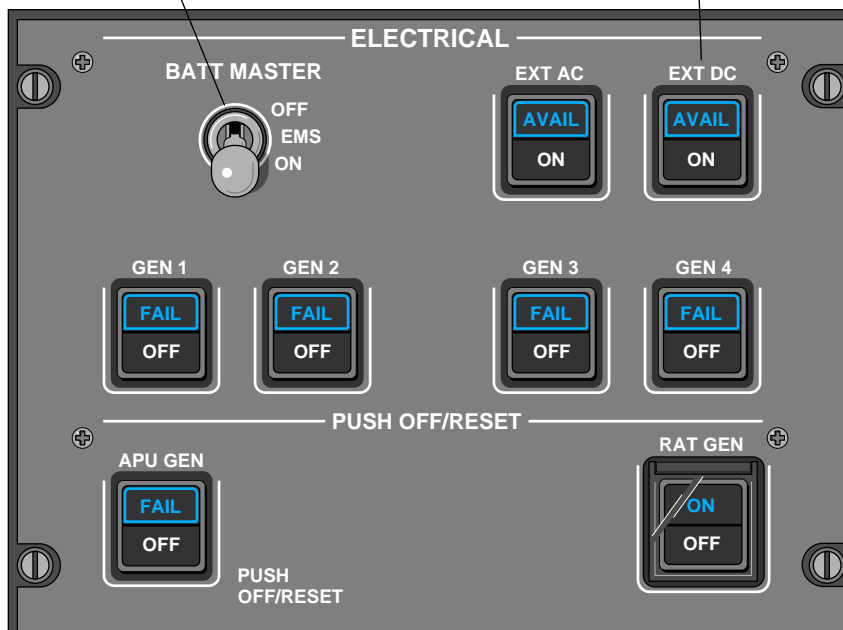 ELECTRICAL
BATT MASTER
OFF
EMS
ON
EXT AC
AVAIL
ON
EXT DC
AVAIL
ON
GEN 1
FAIL
OFF
GEN 2
FAIL
OFF
GEN 3
FAIL
OFF
GEN 4
FAIL
OFF
PUSH OFF/RESET
APU GEN
FAIL
OFF
PUSH
OFF/RESET
RAT GEN
ON
OFF